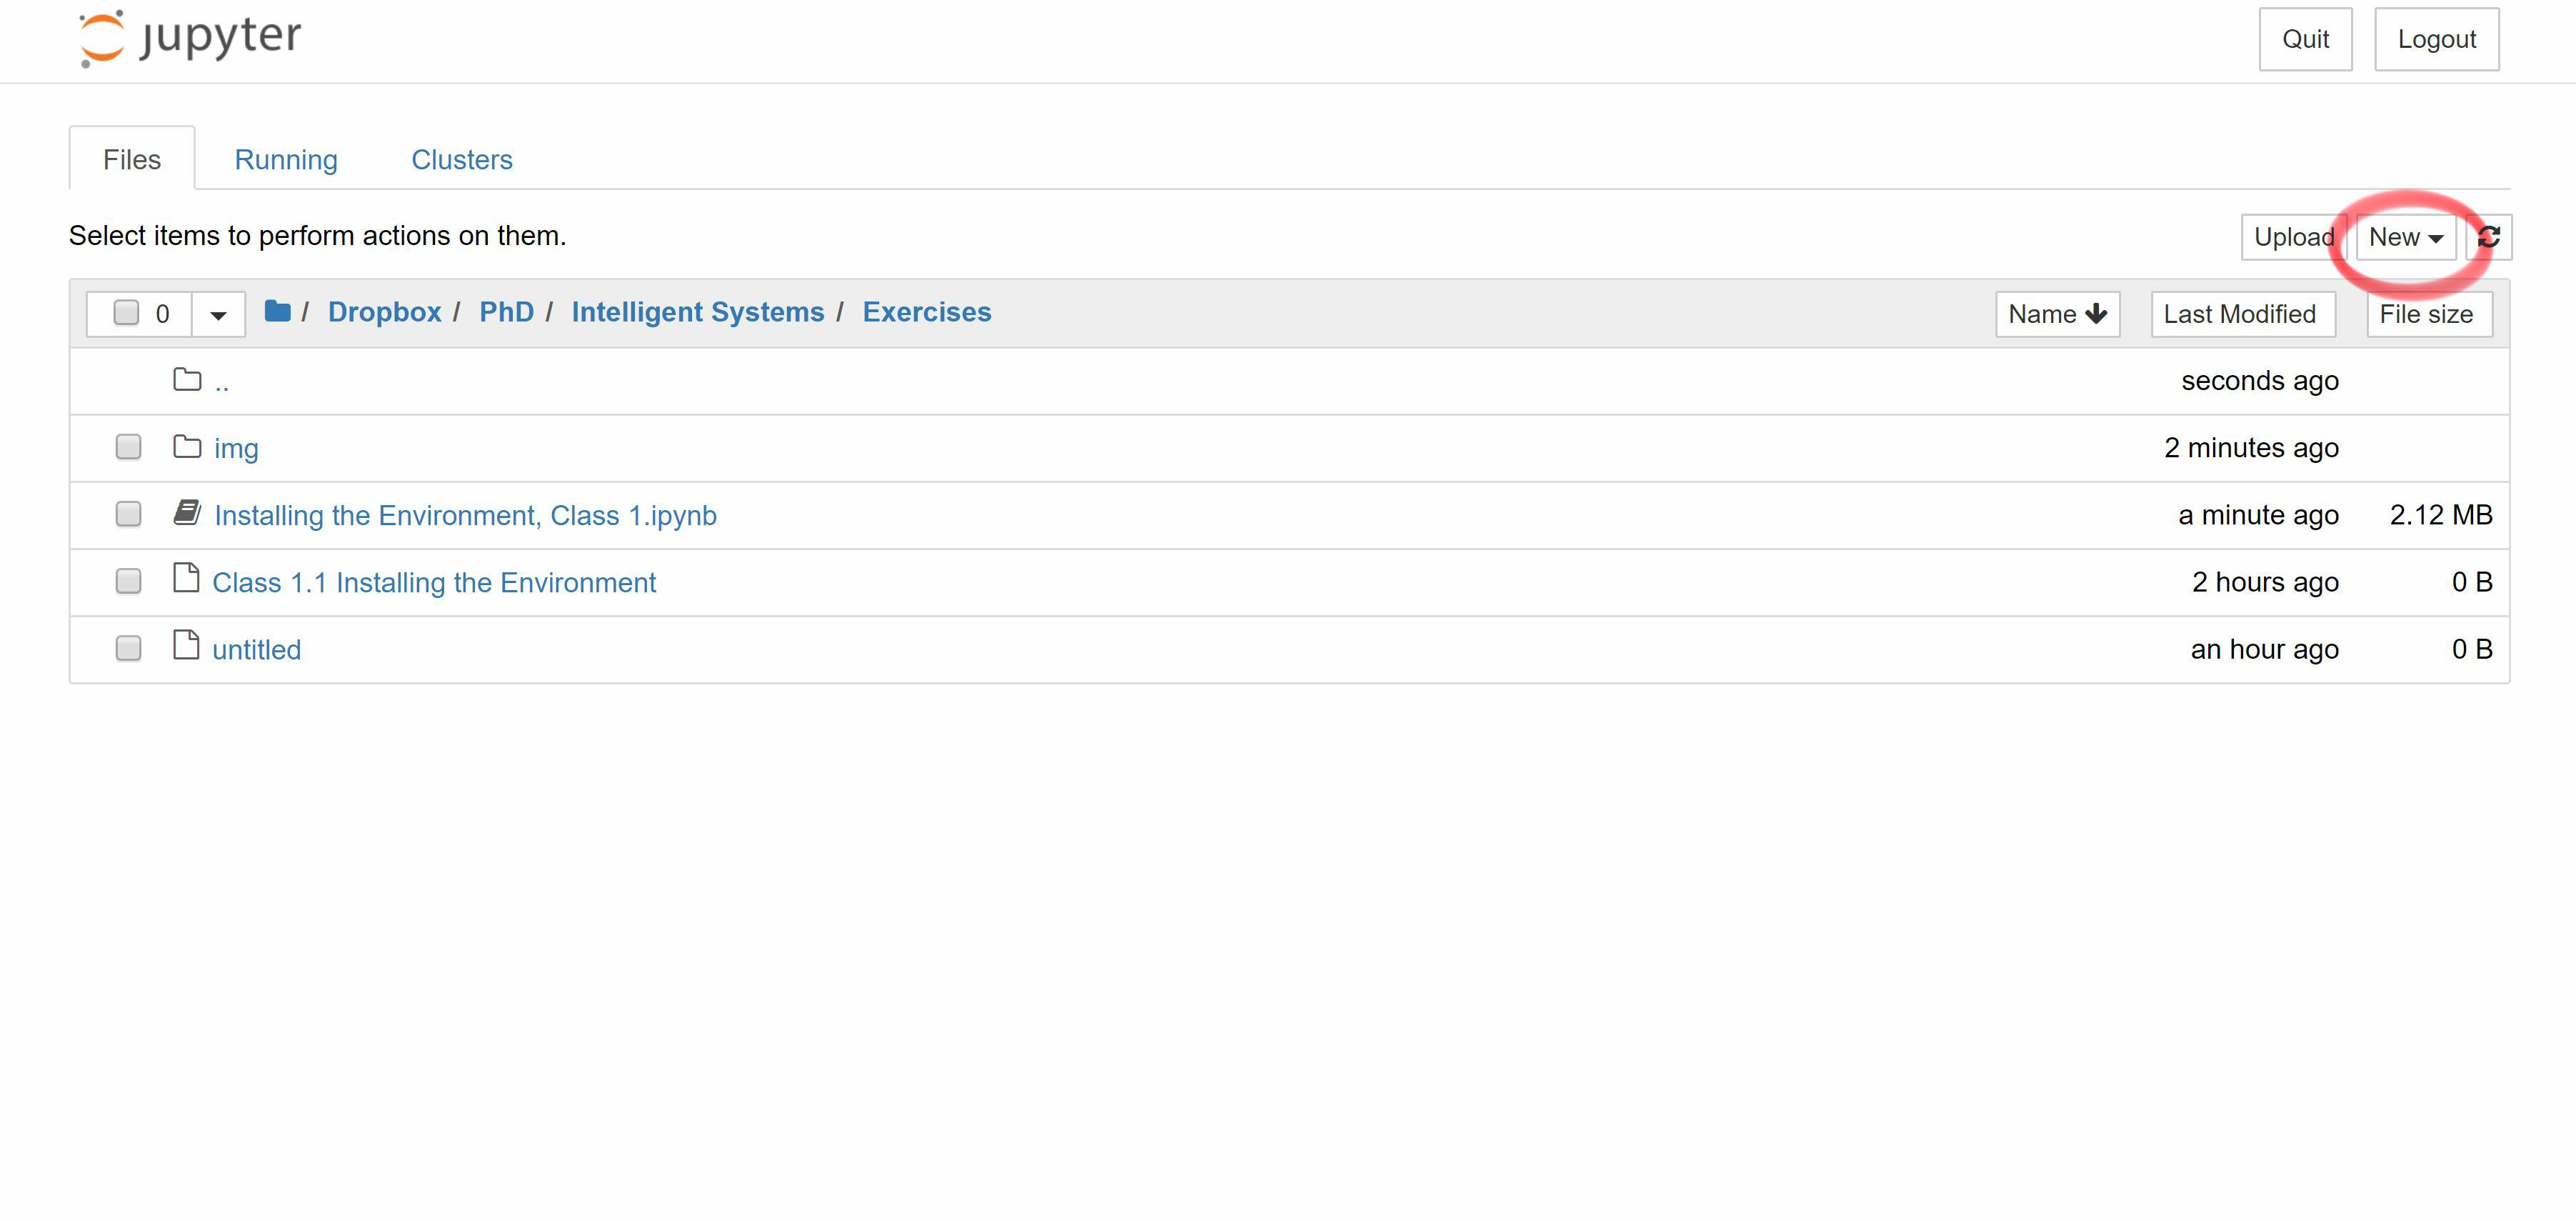 jupyter
Quit Logout
Files Running Clusters
Select items to perform actions on them.
Upload New
0 / Dropbox / PhD / Intelligent Systems / Exercises Name Last Modified File size
.. seconds ago
img 2 minutes ago
Installing the Environment, Class 1.ipynb a minute ago 2.12 MB
Class 1.1 Installing the Environment 2 hours ago 0 B
untitled an hour ago 0 B